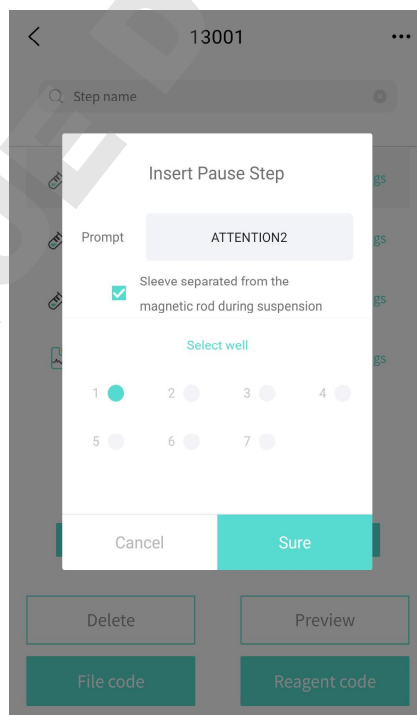 13001
Step name
Insert Pause Step
gs
Prompt ATTENTION2
gs
Sleeve separated from the
magnetic rod during suspension
gs
Select well
gs
1 2 3 4
5 6 7
Cancel Sure
Delete Preview
File code Reagent code